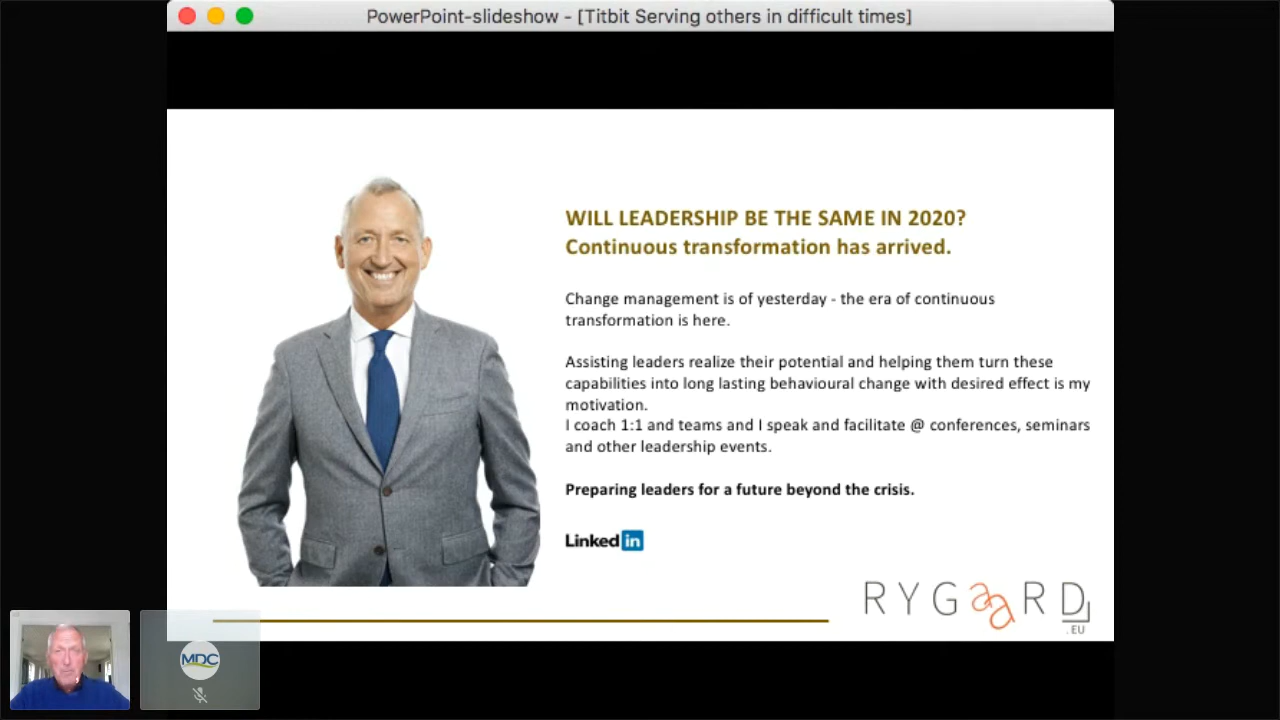 PowerPoint-slideshow - [Titbit Serving others in difficult times]
WILL LEADERSHIP BE THE SAME IN 2020?
Continuous transformation has arrived.
Change management is of yesterday - the era of continuous
transformation is here.
Assisting leaders realize their potential and helping them turn these
capabilities into long lasting behavioural change with desired effect is my
motivation.
I coach 1:1 and teams and I speak and facilitate @ conferences, seminars
and other leadership events.
Preparing leaders for a future beyond the crisis.
Linked in
RYGaaRD
.EU
MDC